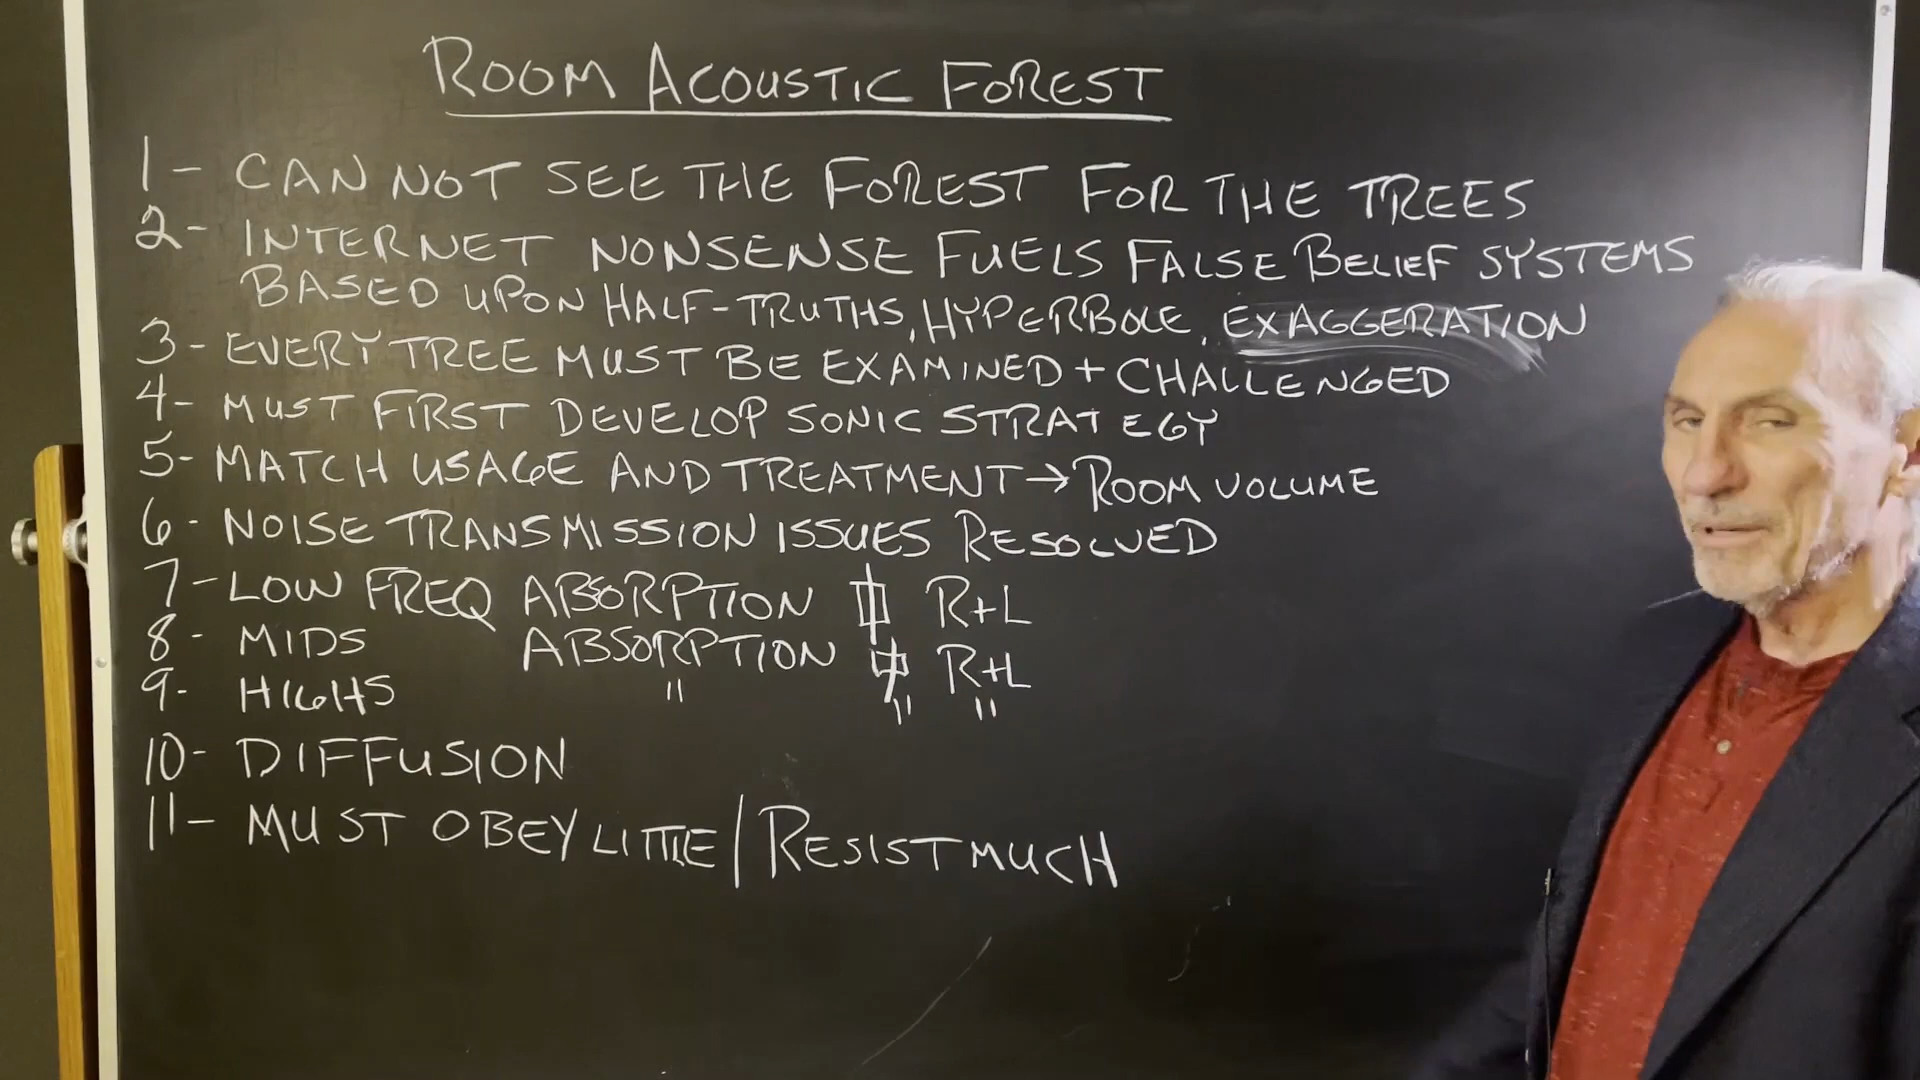 ROOM ACOUSTIC FOREST
1 - CAN NOT SEE THE FOREST FOR THE TREES
2 - INTERNET NONSENSE FUELS FALSE BELIEF SYSTEMS
BASED UPON HALF-TRUTHS, HYPERBOLE, EXAGGERATION
3 - EVERY TREE MUST BE EXAMINED + CHALLENGED
4 - MUST FIRST DEVELOP SONIC STRATEGY
5 - MATCH USAGE AND TREATMENT → ROOM VOLUME
6 - NOISE TRANSMISSION ISSUES RESOLVED
7 - LOW FREQ ABSORPTION R+L
8 - MIDS ABSORPTION R+L
9 - HIGHS " " "
10 - DIFFUSION
11 - MUST OBEY LITTLE / RESIST MUCH